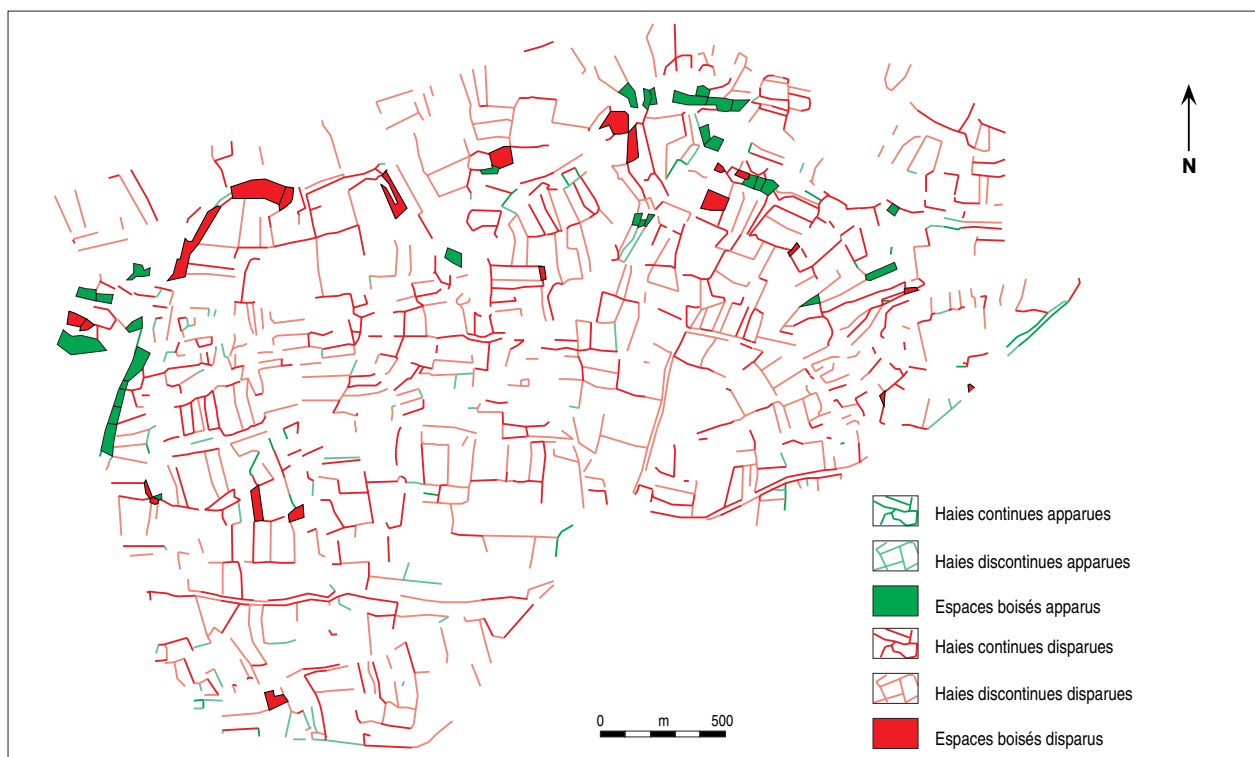 N
Haies continues apparues
Haies discontinues apparues
Espaces boisés apparus
Haies continues disparues
Haies discontinues disparues
Espaces boisés disparus
0 m 500